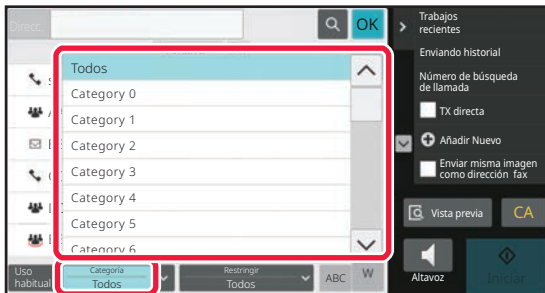 Direcc.
OK
Todos
Category 0
Category 1
Category 2
Category 3
Category 4
Category 5
Category 6
Uso
habitual
Categoría
Todos
Restringir
Todos
ABC
W
Trabajos
recientes
Enviando historial
Número de búsqueda
de llamada
TX directa
Añadir Nuevo
Enviar misma imagen
como dirección fax
Vista previa
CA
Altavoz
Iniciar